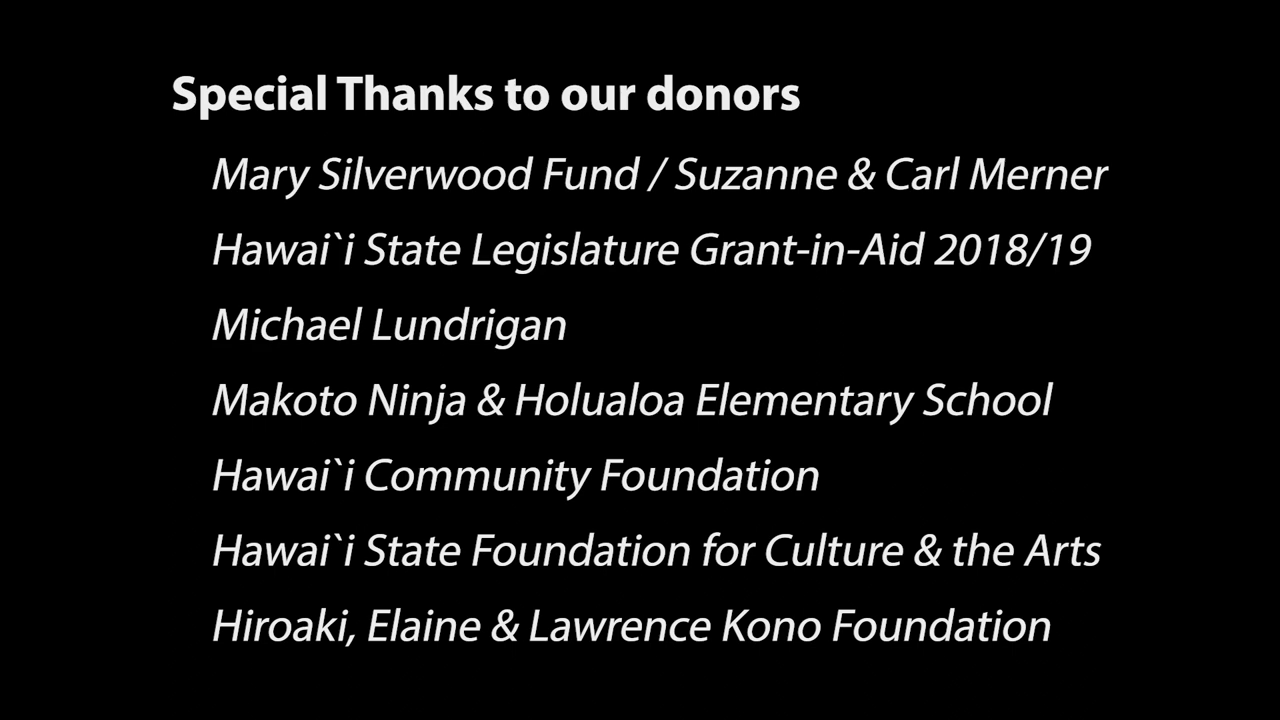 Special Thanks to our donors
Mary Silverwood Fund / Suzanne & Carl Merner
Hawai`i State Legislature Grant-in-Aid 2018/19
Michael Lundrigan
Makoto Ninja & Holualoa Elementary School
Hawai`i Community Foundation
Hawai`i State Foundation for Culture & the Arts
Hiroaki, Elaine & Lawrence Kono Foundation